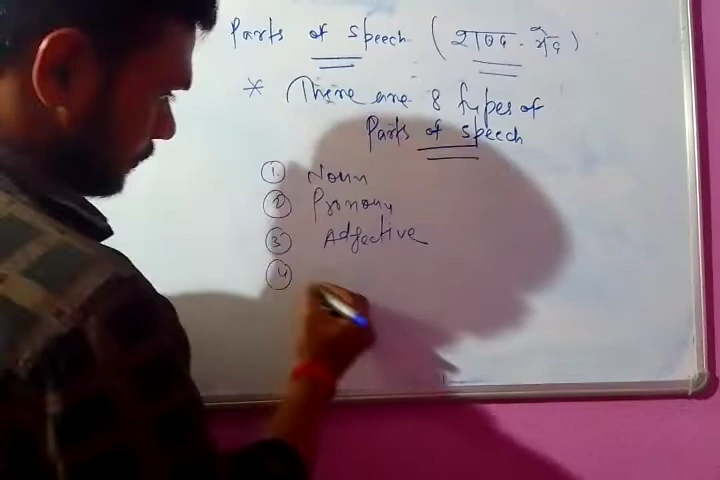 Parts of speech (शब्द-भेद)
* There are 8 types of
Parts of speech
① Noun
② Pronoun
③ Adjective
④